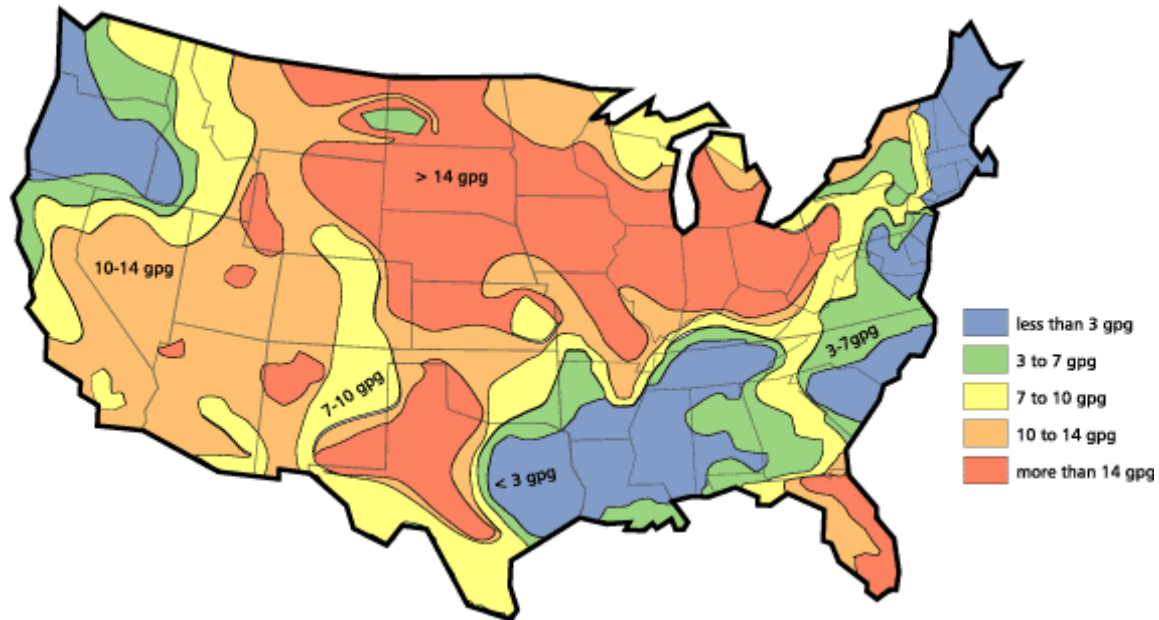 > 14 gpg
10-14 gpg
3-7gpg
7-10 gpg
< 3 gpg
less than 3 gpg
3 to 7 gpg
7 to 10 gpg
10 to 14 gpg
more than 14 gpg